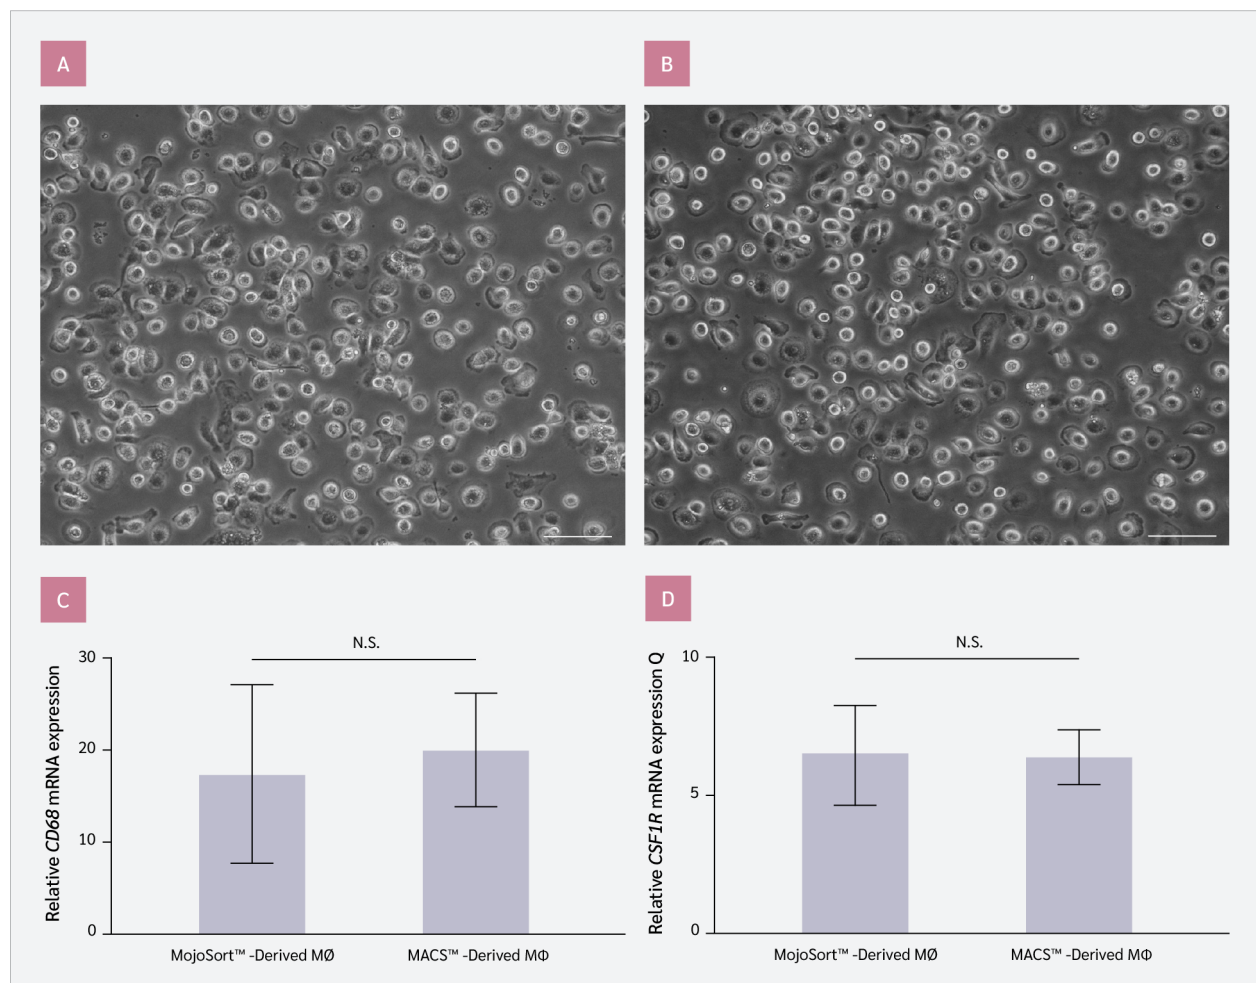 A
B
C
D
N.S.
30
20
10
0
Relative CD68 mRNA expression
MojoSort™ -Derived MØ
MACS™ -Derived MΦ
N.S.
10
5
0
Relative CSF1R mRNA expression Q
MojoSort™ -Derived MØ
MACS™ -Derived MΦ